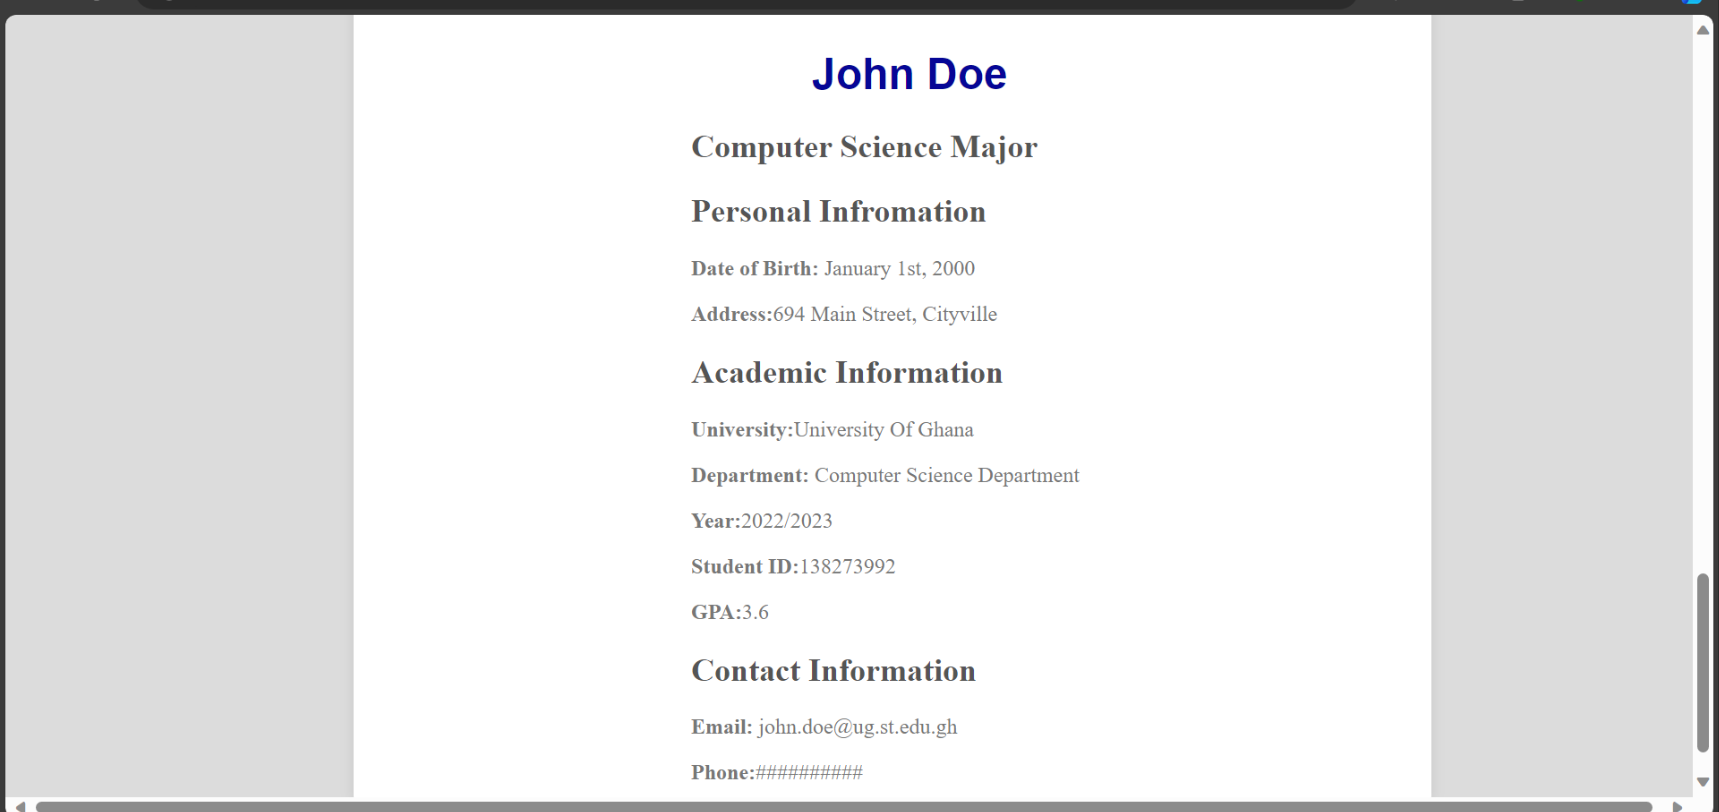 John Doe
Computer Science Major
Personal Infromation
Date of Birth: January 1st, 2000
Address:694 Main Street, Cityville
Academic Information
University:University Of Ghana
Department: Computer Science Department
Year:2022/2023
Student ID:138273992
GPA:3.6
Contact Information
Email: john.doe@ug.st.edu.gh
Phone:##########